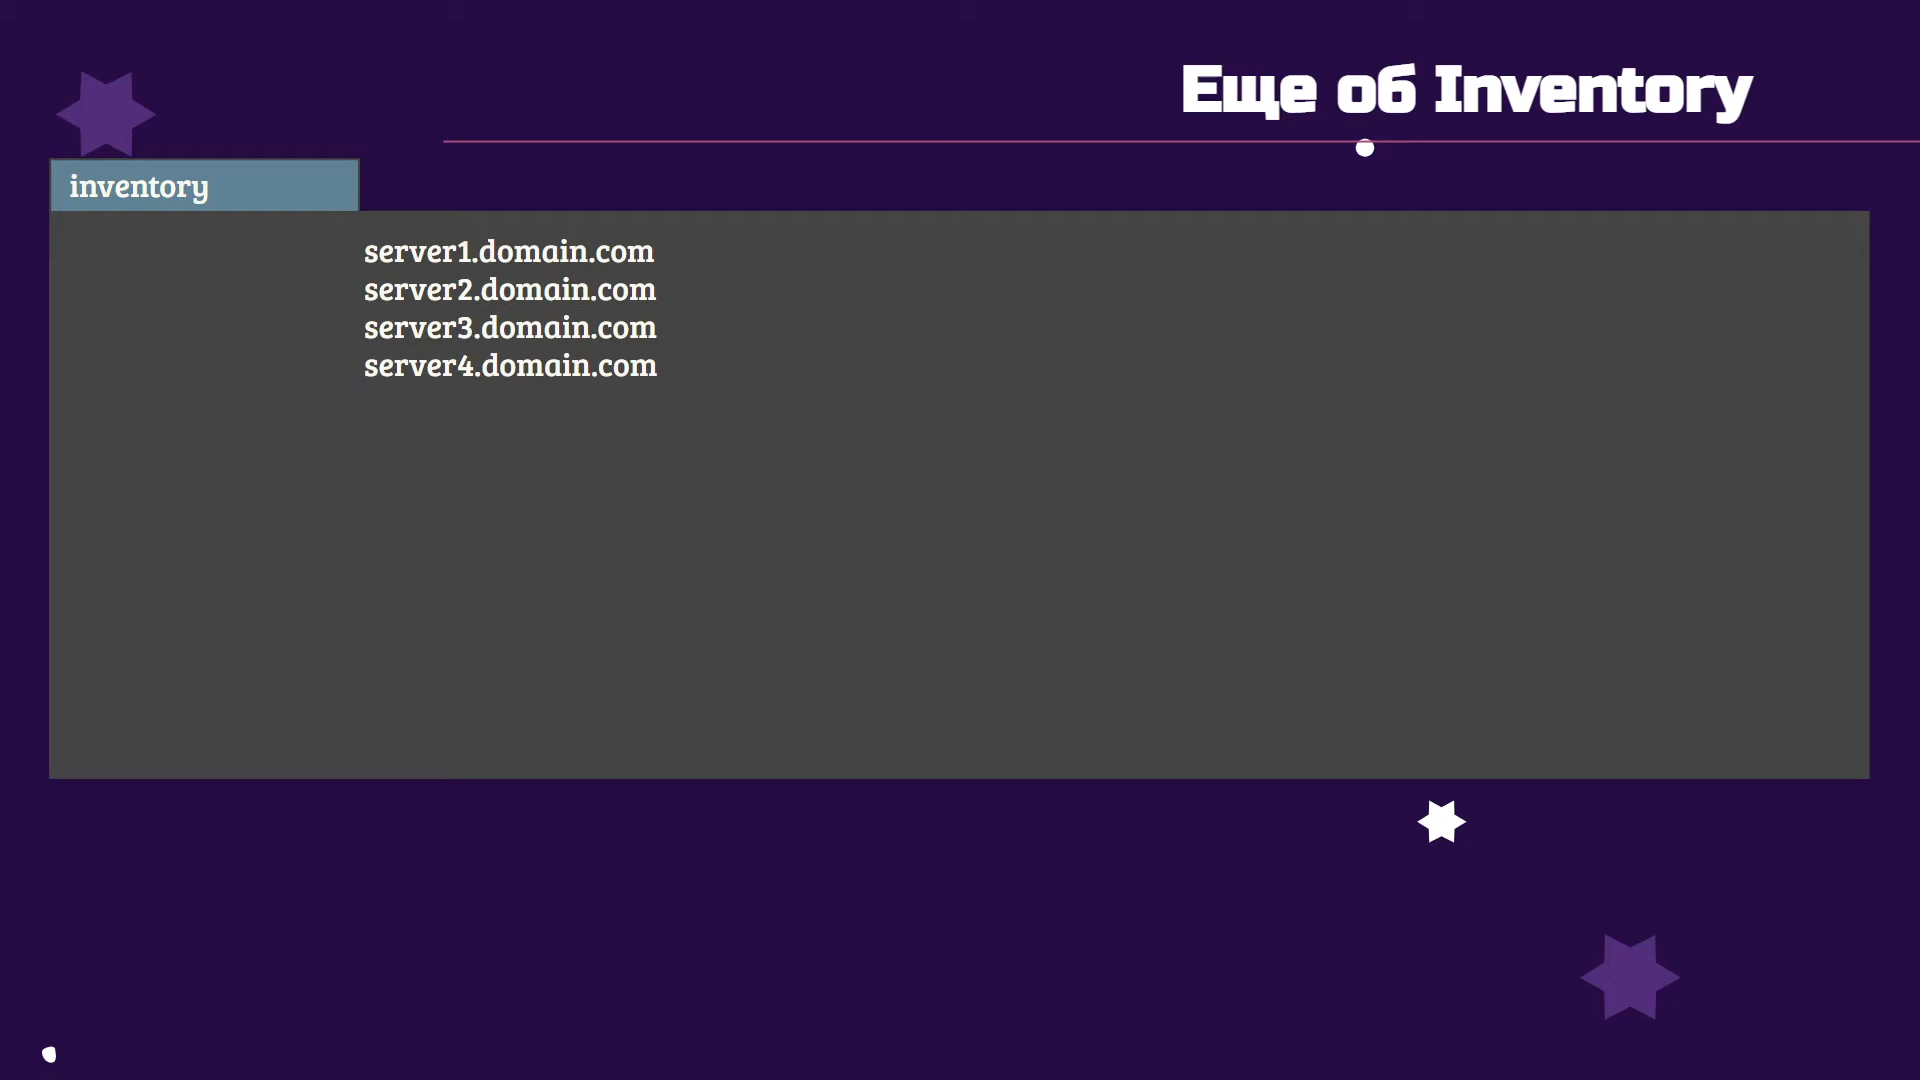 Еще об Inventory
inventory
server1.domain.com
server2.domain.com
server3.domain.com
server4.domain.com